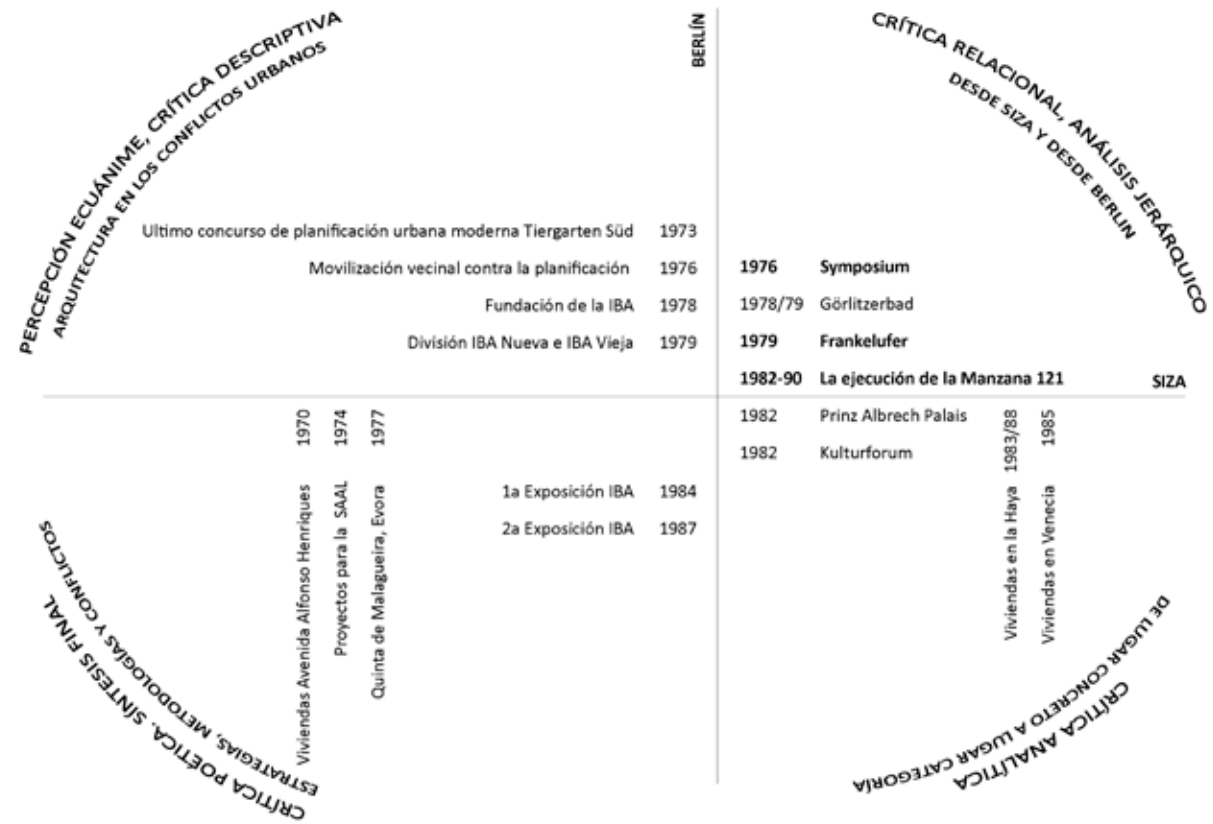 PERCEPCIÓN ECUÁNIME, CRÍTICA DESCRIPTIVA
ARQUITECTURA EN LOS CONFLICTOS URBANOS
BERLÍN
CRÍTICA RELACIONAL, ANÁLISIS JERÁRQUICO
DESDE SIZA Y DESDE BERLIN
Ultimo concurso de planificación urbana moderna Tiergarten Süd 1973
Movilización vecinal contra la planificación 1976
Fundación de la IBA 1978
División IBA Nueva e IBA Vieja 1979
1976 Symposium
1978/79 Görlitzerbad
1979 Frankelufer
1982-90 La ejecución de la Manzana 121
SIZA
1982 Prinz Albrech Palais
1982 Kulturforum
Viviendas Avenida Alfonso Henriques 1970
Proyectos para la SAAL 1974
Quinta de Malagueira, Evora 1977
1a Exposición IBA 1984
2a Exposición IBA 1987
Viviendas en la Haya 1983/88
Viviendas en Venecia 1985
ESTRATEGIAS, METODOLOGÍAS Y CONFLICTOS
CRÍTICA POÉTICA, SÍNTESIS FINAL
DE LUGAR CONCRETO A LUGAR CATEGORÍA
CRÍTICA ANALÍTICA